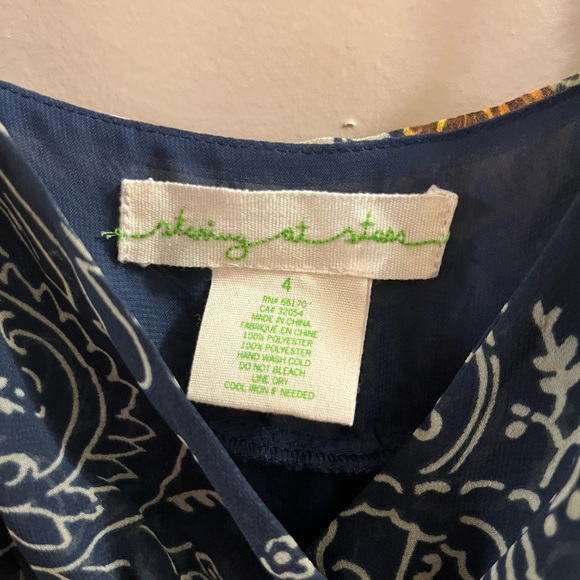 staring at stars
4
RN# 66170
CA# 32054
MADE IN CHINA
FABRIQUÉ EN CHINE
100% POLYESTER
100% POLYESTER
HAND WASH COLD
DO NOT BLEACH
LINE DRY
COOL IRON IF NEEDED